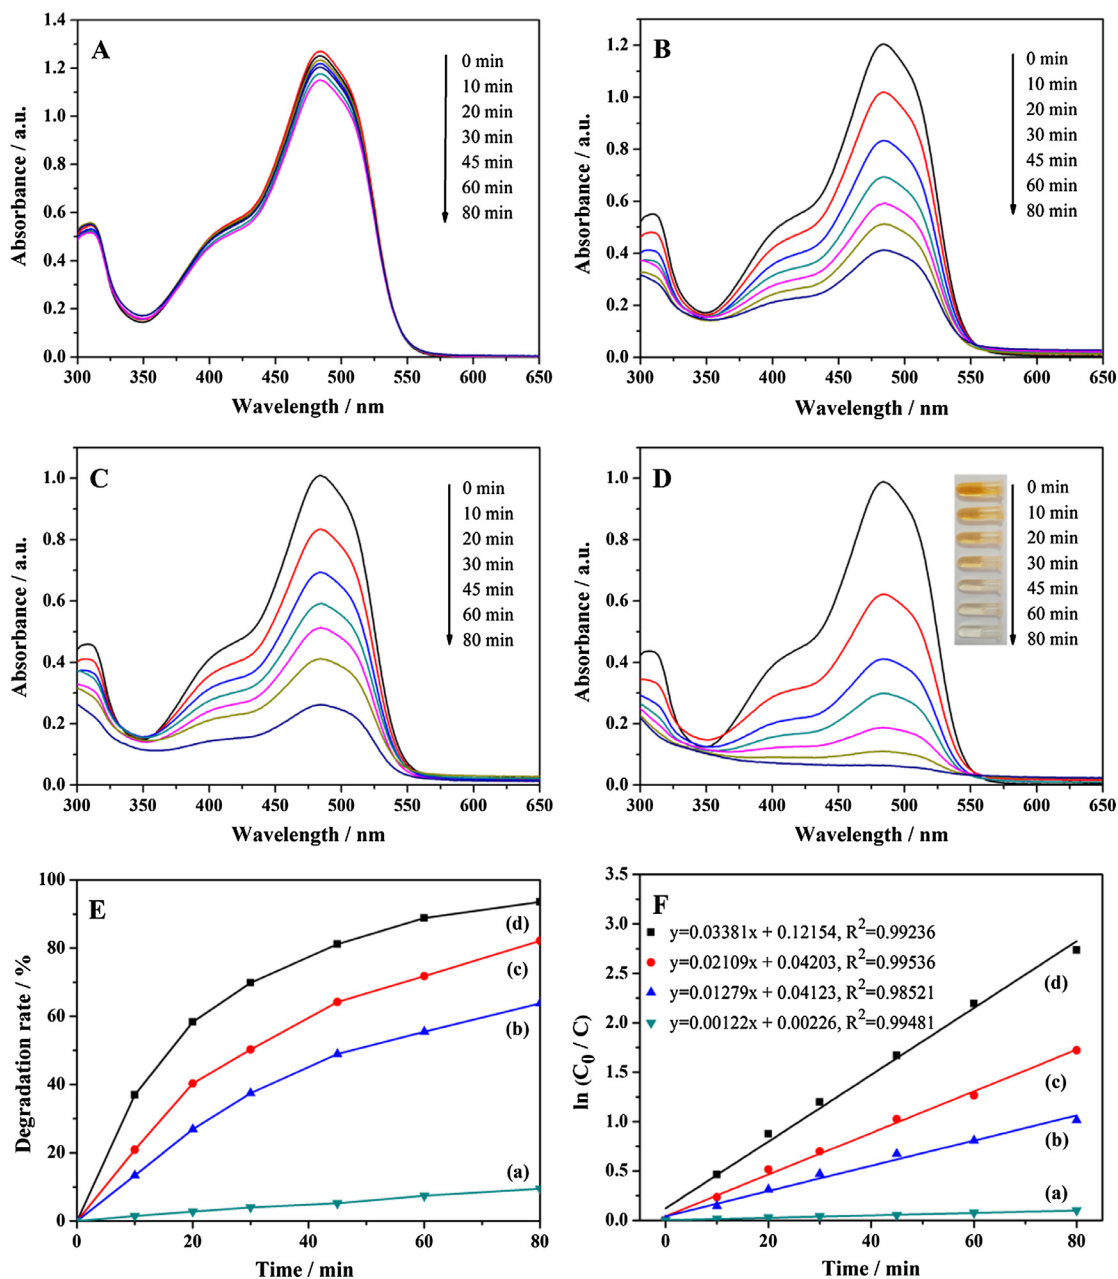 A
0 min
10 min
20 min
30 min
45 min
60 min
80 min
Absorbance / a.u.
1.4
1.2
1.0
0.8
0.6
0.4
0.2
0.0
300 350 400 450 500 550 600 650
Wavelength / nm
B
0 min
10 min
20 min
30 min
45 min
60 min
80 min
Absorbance / a.u.
1.2
1.0
0.8
0.6
0.4
0.2
0.0
300 350 400 450 500 550 600 650
Wavelength / nm
C
0 min
10 min
20 min
30 min
45 min
60 min
80 min
Absorbance / a.u.
1.0
0.8
0.6
0.4
0.2
0.0
300 350 400 450 500 550 600 650
Wavelength / nm
D
0 min
10 min
20 min
30 min
45 min
60 min
80 min
Absorbance / a.u.
1.0
0.8
0.6
0.4
0.2
0.0
300 350 400 450 500 550 600 650
Wavelength / nm
E
(d)
(c)
(b)
(a)
Degradation rate / %
100
80
60
40
20
0
0 20 40 60 80
Time / min
F
y=0.03381x + 0.12154, R²=0.99236
y=0.02109x + 0.04203, R²=0.99536
y=0.01279x + 0.04123, R²=0.98521
y=0.00122x + 0.00226, R²=0.99481
(d)
(c)
(b)
(a)
ln (C₀ / C)
3.5
3.0
2.5
2.0
1.5
1.0
0.5
0.0
0 20 40 60 80
Time / min